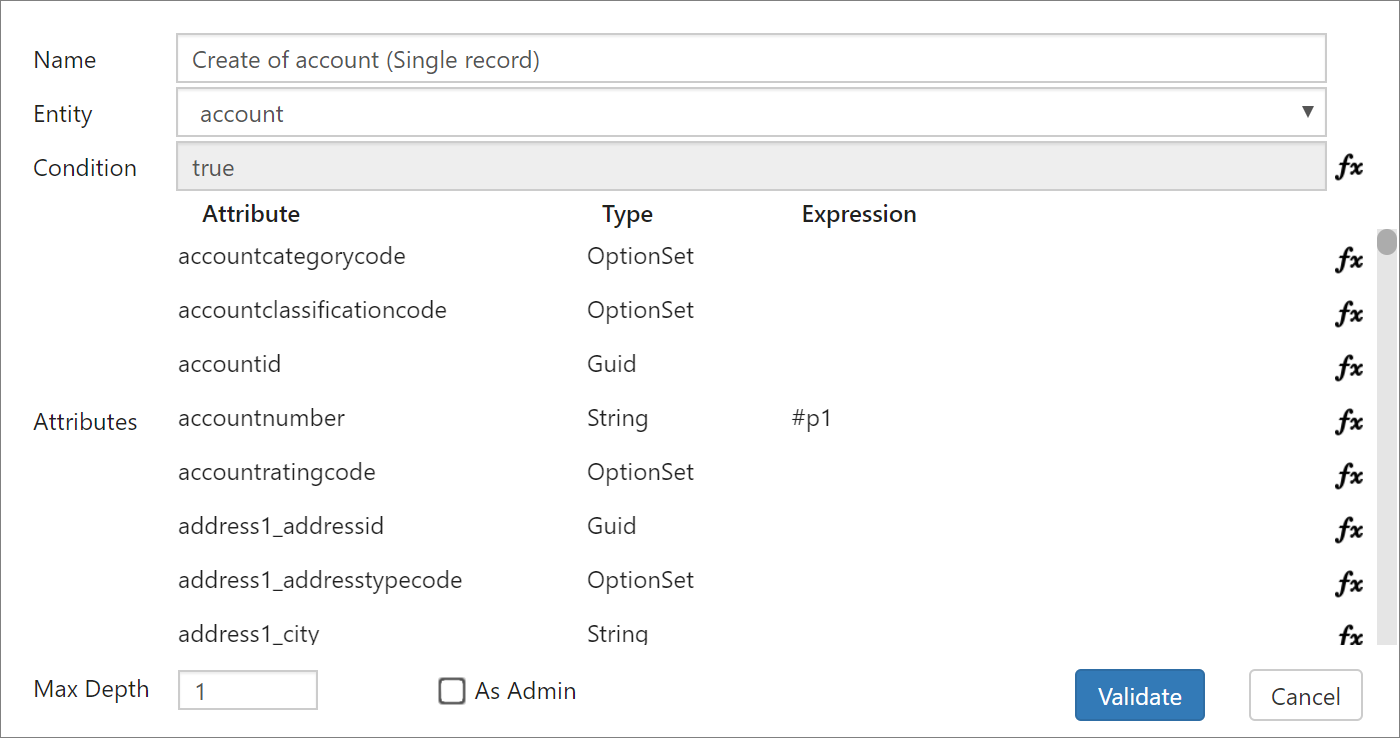 Name Create of account (Single record)
Entity account
Condition true fx
Attribute Type Expression
accountcategorycode OptionSet fx
accountclassificationcode OptionSet fx
accountid Guid fx
Attributes accountnumber String #p1 fx
accountratingcode OptionSet fx
address1_addressid Guid fx
address1_addresstypecode OptionSet fx
address1_city String fx
Max Depth 1 As Admin Validate Cancel